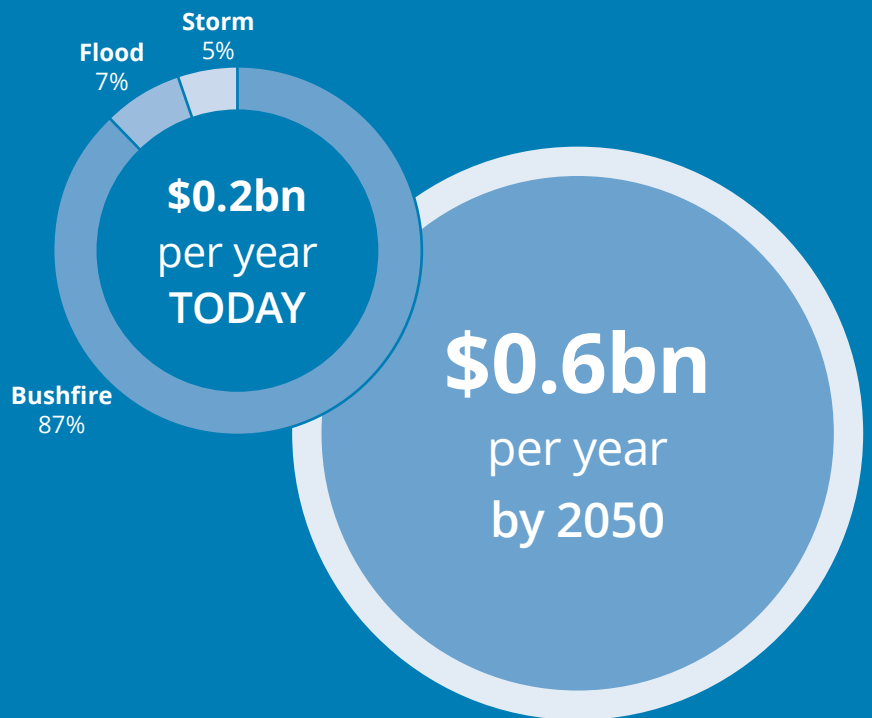 Storm
5%
Flood
7%
$0.2bn
per year
TODAY
Bushfire
87%
$0.6bn
per year
by 2050